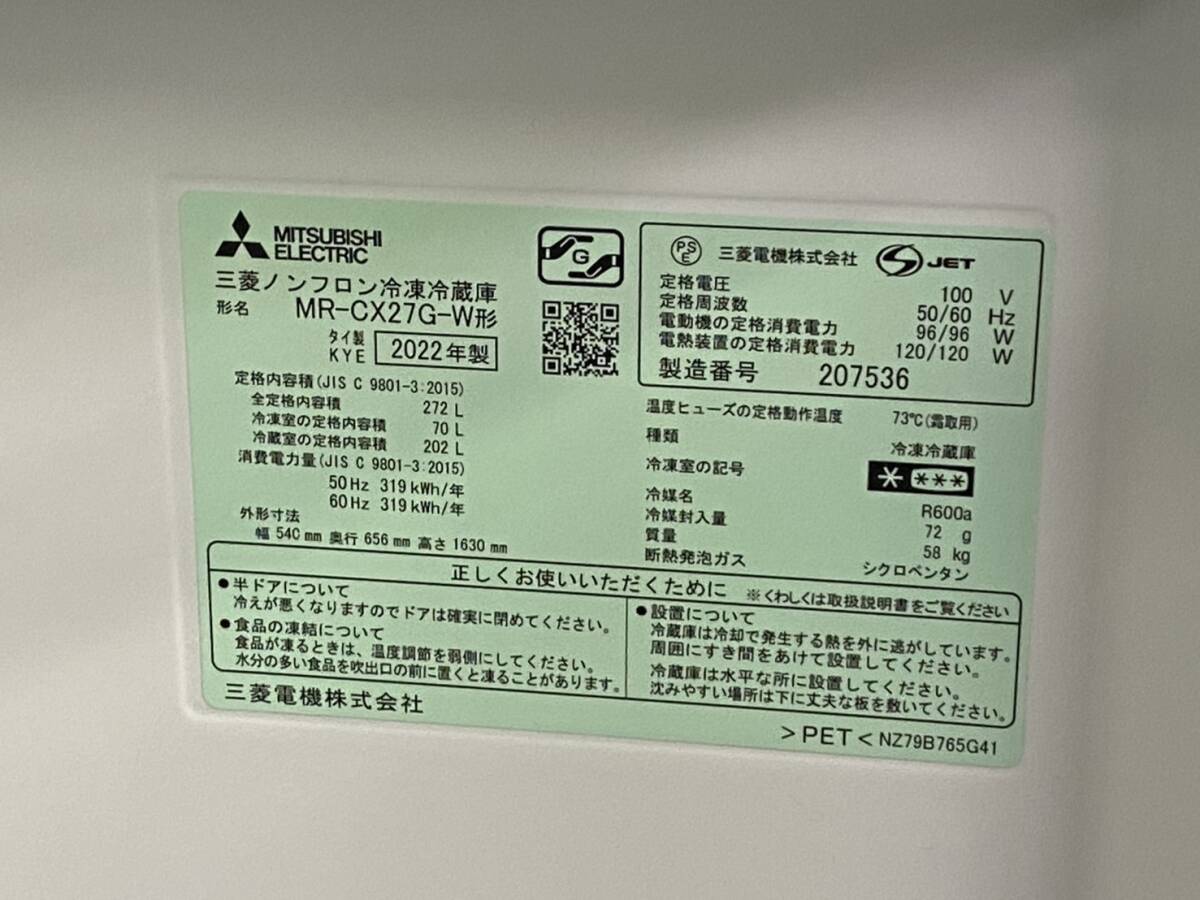 MITSUBISHI
ELECTRIC
三菱ノンフロン冷凍冷蔵庫
形名 MR-CX27G-W形
タイ製
KYE 2022年製
G
定格内容積(JIS C 9801-3:2015)
全定格内容積 272 L
冷凍室の定格内容積 70 L
冷蔵室の定格内容積 202 L
消費電力量(JIS C 9801-3:2015)
50Hz 319kWh/年
60Hz 319kWh/年
外形寸法
幅 540mm 奥行 656mm 高さ 1630mm
PSE 三菱電機株式会社 S JET
定格電圧 100 V
定格周波数 50/60 Hz
電動機の定格消費電力 96/96 W
電熱装置の定格消費電力 120/120 W
製造番号 207536
温度ヒューズの定格動作温度 73℃(霜取用)
種類 冷凍冷蔵庫
冷凍室の記号 * ***
冷媒名 R600a
冷媒封入量 72 g
質量 58 kg
断熱発泡ガス シクロペンタン
正しくお使いいただくために ※くわしくは取扱説明書をご覧ください
●半ドアについて
冷えが悪くなりますのでドアは確実に閉めてください。
●食品の凍結について
食品が凍るときは、温度調節を弱側にしてください。
水分の多い食品を吹出口の前に置くと凍ることがあります。
●設置について
冷蔵庫は冷却で発生する熱を外に逃がしています。
周囲にすき間をあけて設置してください。
冷蔵庫は水平な所に設置してください。
沈みやすい場所は下に丈夫な板を敷いてください。
三菱電機株式会社
>PET< NZ79B765G41